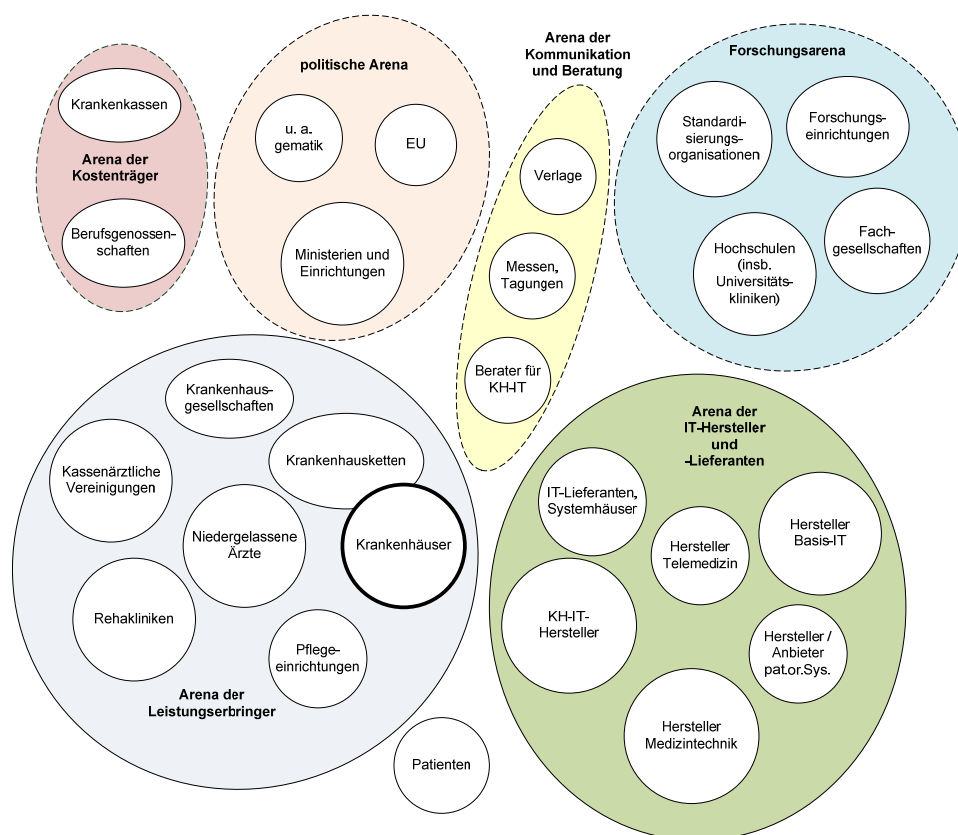 Krankenkassen
Arena der
Kostenträger
Berufsgenossen-
schaften
politische Arena
u. a.
gematik
EU
Ministerien und
Einrichtungen
Arena der
Kommunikation
und Beratung
Verlage
Messen,
Tagungen
Berater für
KH-IT
Forschungsarena
Standardi-
sierungs-
organisationen
Forschungs-
einrichtungen
Hochschulen
(insb.
Universitäts-
kliniken)
Fach-
gesellschaften
Krankenhaus-
gesellschaften
Kassenärztliche
Vereinigungen
Krankenhausketten
Niedergelassene
Ärzte
Krankenhäuser
Rehakliniken
Pflege-
einrichtungen
Arena der
Leistungserbringer
Patienten
Arena der
IT-Hersteller
und
-Lieferanten
IT-Lieferanten,
Systemhäuser
Hersteller
Telemedizin
Hersteller
Basis-IT
KH-IT-
Hersteller
Hersteller /
Anbieter
pat.or.Sys.
Hersteller
Medizintechnik